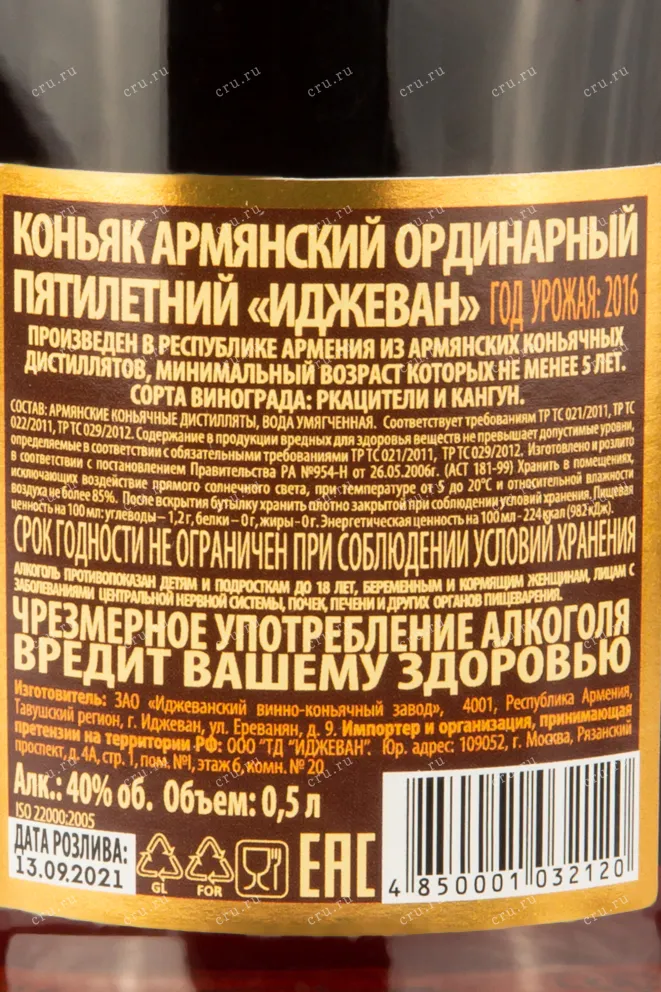 КОНЬЯК АРМЯНСКИЙ ОРДИНАРНЫЙ
ПЯТИЛЕТНИЙ «ИДЖЕВАН» ГОД УРОЖАЯ: 2016
ПРОИЗВЕДЕН В РЕСПУБЛИКЕ АРМЕНИЯ ИЗ АРМЯНСКИХ КОНЬЯЧНЫХ
ДИСТИЛЛЯТОВ, МИНИМАЛЬНЫЙ ВОЗРАСТ КОТОРЫХ НЕ МЕНЕЕ 5 ЛЕТ.
СОРТА ВИНОГРАДА: РКАЦИТЕЛИ И КАНГУН.
СОСТАВ: АРМЯНСКИЕ КОНЬЯЧНЫЕ ДИСТИЛЛЯТЫ, ВОДА УМЯГЧЕННАЯ. Соответствует требованиям ТР ТС 021/2011, ТР ТС
022/2011, ТР ТС 029/2012. Содержание в продукции вредных для здоровья веществ не превышает допустимые уровни,
определяемые в соответствии с обязательными требованиями ТР ТС 021/2011, ТР ТС 029/2012. Изготовлено и розлито
в соответствии с постановлением Правительства РА №954-Н от 26.05.2006г. (АСТ 181-99) Хранить в помещениях,
исключающих воздействие прямого солнечного света, при температуре от 5 до 20°С и относительной влажности
воздуха не более 85%. После вскрытия бутылку хранить плотно закрытой при соблюдении условий хранения. Пищевая
ценность на 100 мл: углеводы – 1,2 г, белки – 0 г, жиры – 0 г. Энергетическая ценность на 100 мл - 224 ккал (982 кДж).
СРОК ГОДНОСТИ НЕ ОГРАНИЧЕН ПРИ СОБЛЮДЕНИИ УСЛОВИЙ ХРАНЕНИЯ
АЛКОГОЛЬ ПРОТИВОПОКАЗАН ДЕТЯМ И ПОДРОСТКАМ ДО 18 ЛЕТ, БЕРЕМЕННЫМ И КОРМЯЩИМ ЖЕНЩИНАМ, ЛИЦАМ С
ЗАБОЛЕВАНИЯМИ ЦЕНТРАЛЬНОЙ НЕРВНОЙ СИСТЕМЫ, ПОЧЕК, ПЕЧЕНИ И ДРУГИХ ОРГАНОВ ПИЩЕВАРЕНИЯ.
ЧРЕЗМЕРНОЕ УПОТРЕБЛЕНИЕ АЛКОГОЛЯ
ВРЕДИТ ВАШЕМУ ЗДОРОВЬЮ
Изготовитель: ЗАО «Иджеванский винно-коньячный завод», 4001, Республика Армения,
Тавушский регион, г. Иджеван, ул. Ереванян, д. 9. Импортер и организация, принимающая
претензии на территории РФ: ООО "ТД "ИДЖЕВАН". Юр. адрес: 109052, г. Москва, Рязанский
проспект, д. 4А, стр. 1, пом. №I, этаж 6, комн. № 20.
Алк.: 40% об. Объем: 0,5 л
ISO 22000:2005
ДАТА РОЗЛИВА:
13.09.2021
GL
FOR
EAC
4 850001 032120
cru.ru